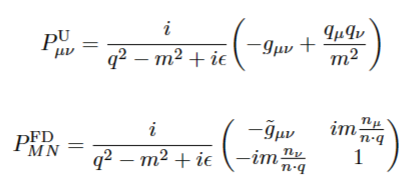 $P^{\mathrm{U}}_{\mu\nu} = \frac{i}{q^2 - m^2 + i\epsilon} \left( -g_{\mu\nu} + \frac{q_\mu q_\nu}{m^2} \right)$
$P^{\mathrm{FD}}_{MN} = \frac{i}{q^2 - m^2 + i\epsilon} \begin{pmatrix} -\tilde{g}_{\mu\nu} & im\frac{n_\mu}{n \cdot q} \\ -im\frac{n_\nu}{n \cdot q} & 1 \end{pmatrix}$